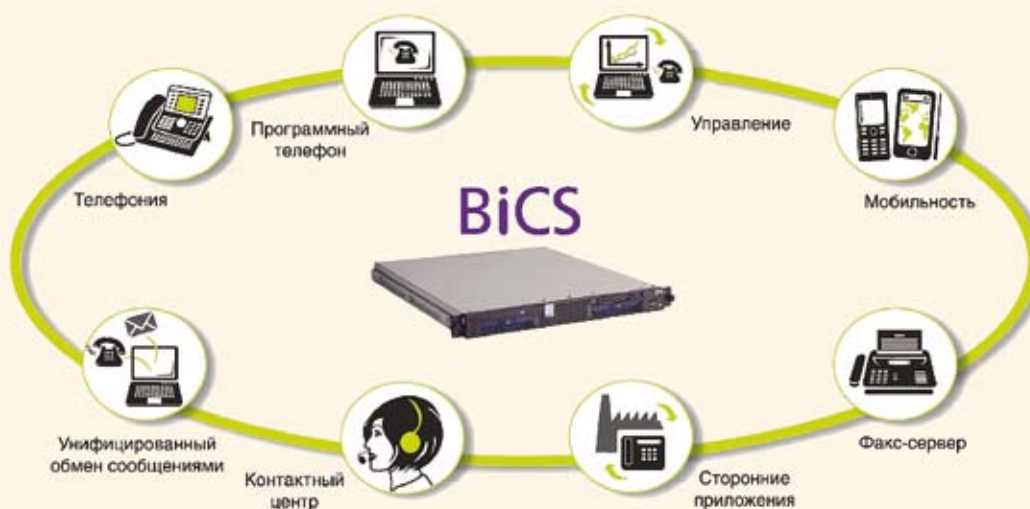 Программный
телефон
Управление
Телефония
Мобильность
BiCS
Унифицированный
обмен сообщениями
Контактный
центр
Сторонние
приложения
Факс-сервер